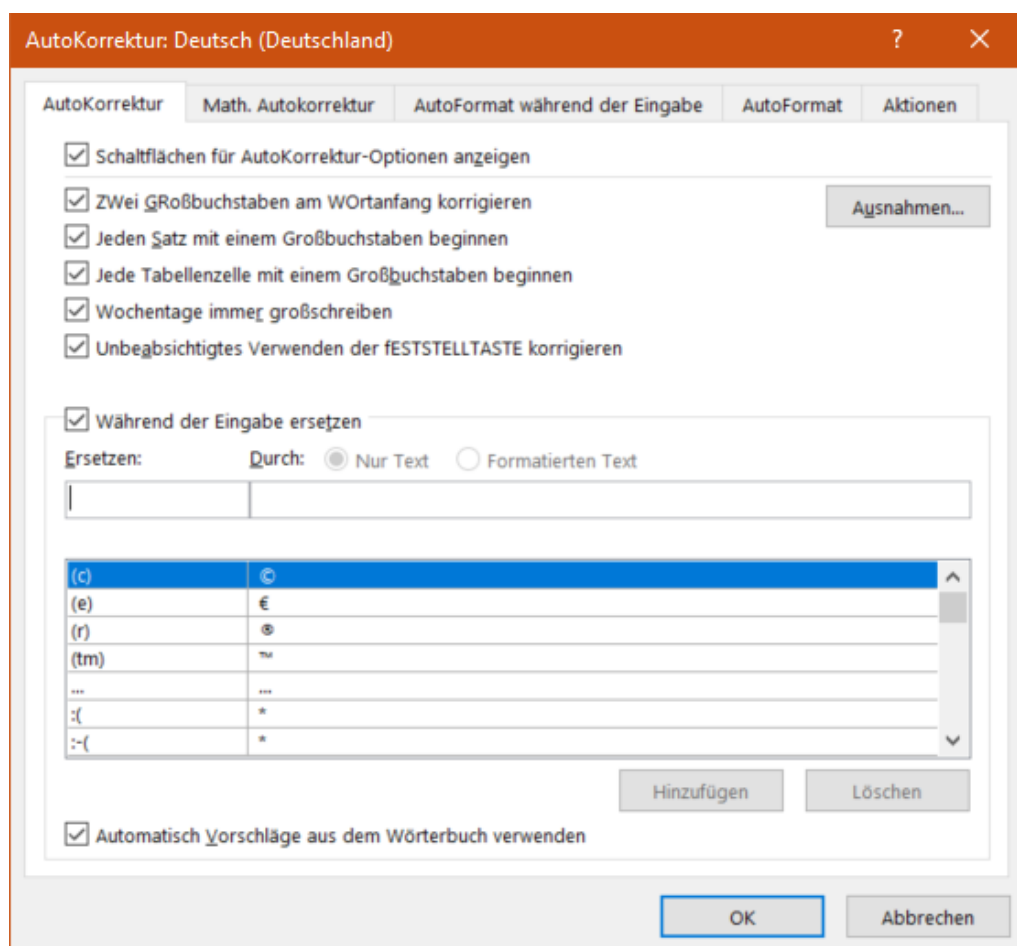 AutoKorrektur: Deutsch (Deutschland) ? ×
AutoKorrektur Math. Autokorrektur AutoFormat während der Eingabe AutoFormat Aktionen
Schaltflächen für AutoKorrektur-Optionen anzeigen
ZWei GRoßbuchstaben am WOrtanfang korrigieren
Ausnahmen...
Jeden Satz mit einem Großbuchstaben beginnen
Jede Tabellenzelle mit einem Großbuchstaben beginnen
Wochentage immer großschreiben
Unbeabsichtigtes Verwenden der fESTSTELLTASTE korrigieren
Während der Eingabe ersetzen
Ersetzen: Durch: Nur Text Formatierten Text
(c) ©
(e) €
(r) ®
(tm) ™
... …
:( *
:-( *
Hinzufügen Löschen
Automatisch Vorschläge aus dem Wörterbuch verwenden
OK Abbrechen